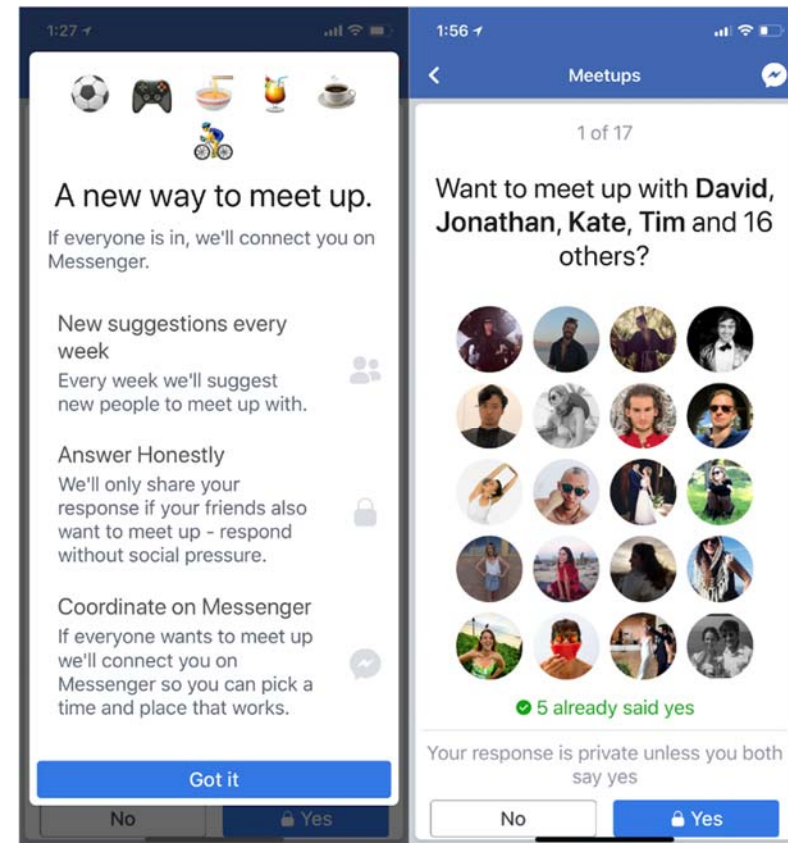 1:27
A new way to meet up.
If everyone is in, we'll connect you on
Messenger.
New suggestions every
week
Every week we'll suggest
new people to meet up with.
Answer Honestly
We'll only share your
response if your friends also
want to meet up - respond
without social pressure.
Coordinate on Messenger
If everyone wants to meet up
we'll connect you on
Messenger so you can pick a
time and place that works.
Got it
No
Yes
1:56
Meetups
1 of 17
Want to meet up with David,
Jonathan, Kate, Tim and 16
others?
5 already said yes
Your response is private unless you both
say yes
No
Yes